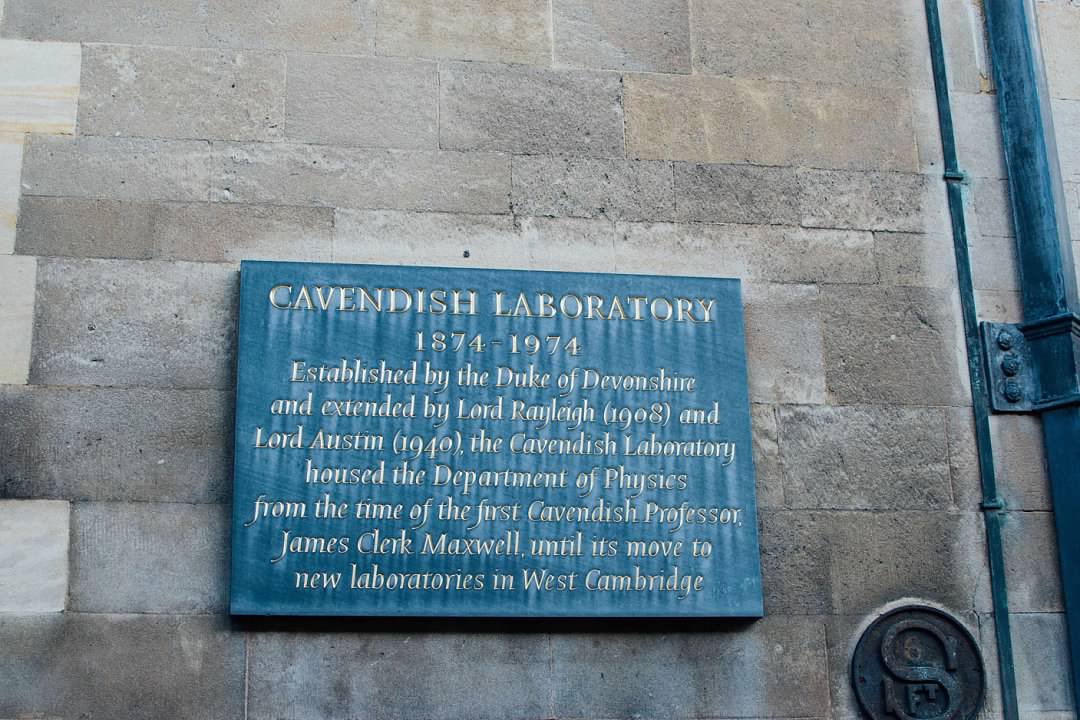 CAVENDISH LABORATORY
1874-1974
Established by the Duke of Devonshire
and extended by Lord Rayleigh (1908) and
Lord Austin (1940), the Cavendish Laboratory
housed the Department of Physics
from the time of the first Cavendish Professor,
James Clerk Maxwell, until its move to
new laboratories in West Cambridge
S
FT